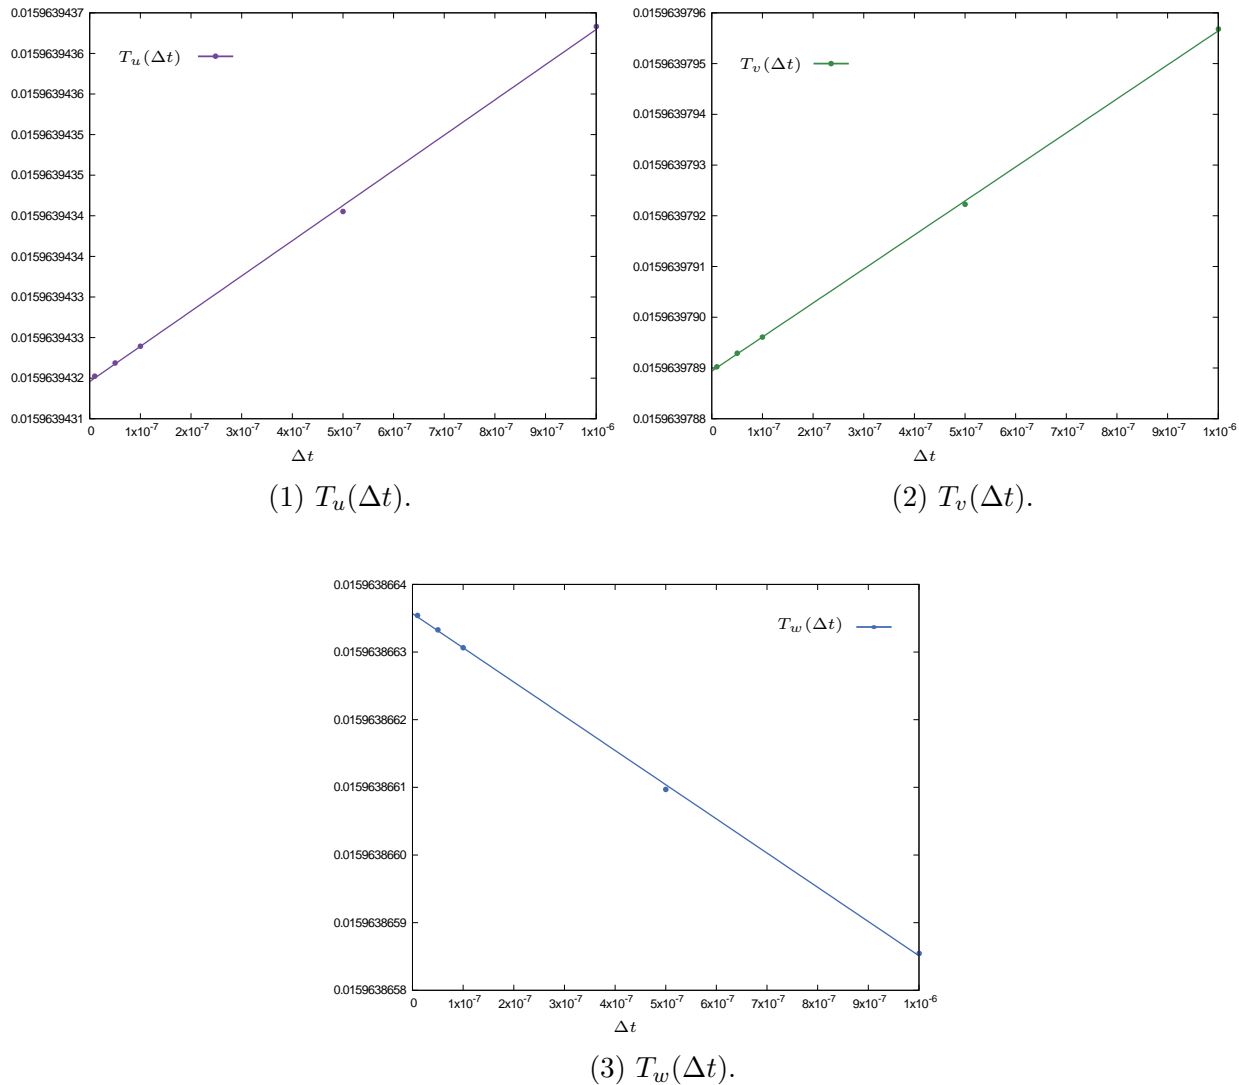 0.0159639437
0.0159639437
0.0159639436
0.0159639436
0.0159639435
0.0159639435
0.0159639434
0.0159639434
0.0159639433
0.0159639433
0.0159639432
0.0159639431
T_u(Δt)
0 1x10^-7 2x10^-7 3x10^-7 4x10^-7 5x10^-7 6x10^-7 7x10^-7 8x10^-7 9x10^-7 1x10^-6
Δt
(1) T_u(Δt).
0.0159639796
0.0159639795
0.0159639794
0.0159639793
0.0159639792
0.0159639791
0.0159639790
0.0159639789
0.0159639788
T_v(Δt)
0 1x10^-7 2x10^-7 3x10^-7 4x10^-7 5x10^-7 6x10^-7 7x10^-7 8x10^-7 9x10^-7 1x10^-6
Δt
(2) T_v(Δt).
0.0159638664
0.0159638663
0.0159638662
0.0159638661
0.0159638660
0.0159638659
0.0159638658
T_w(Δt)
0 1x10^-7 2x10^-7 3x10^-7 4x10^-7 5x10^-7 6x10^-7 7x10^-7 8x10^-7 9x10^-7 1x10^-6
Δt
(3) T_w(Δt).